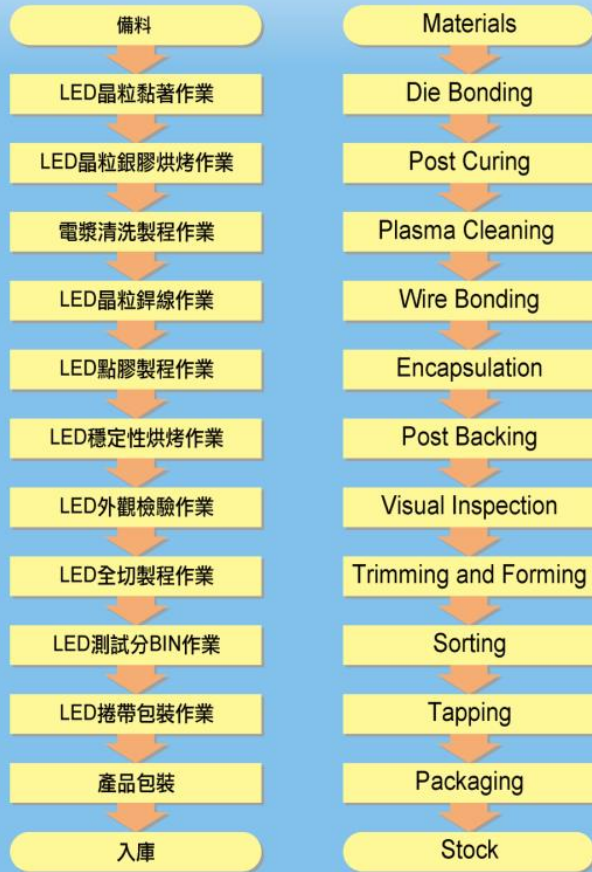 備料
LED晶粒黏著作業
LED晶粒銀膠烘烤作業
電漿清洗製程作業
LED晶粒銲線作業
LED點膠製程作業
LED穩定性烘烤作業
LED外觀檢驗作業
LED全切製程作業
LED測試分BIN作業
LED捲帶包裝作業
產品包裝
入庫
Materials
Die Bonding
Post Curing
Plasma Cleaning
Wire Bonding
Encapsulation
Post Backing
Visual Inspection
Trimming and Forming
Sorting
Tapping
Packaging
Stock